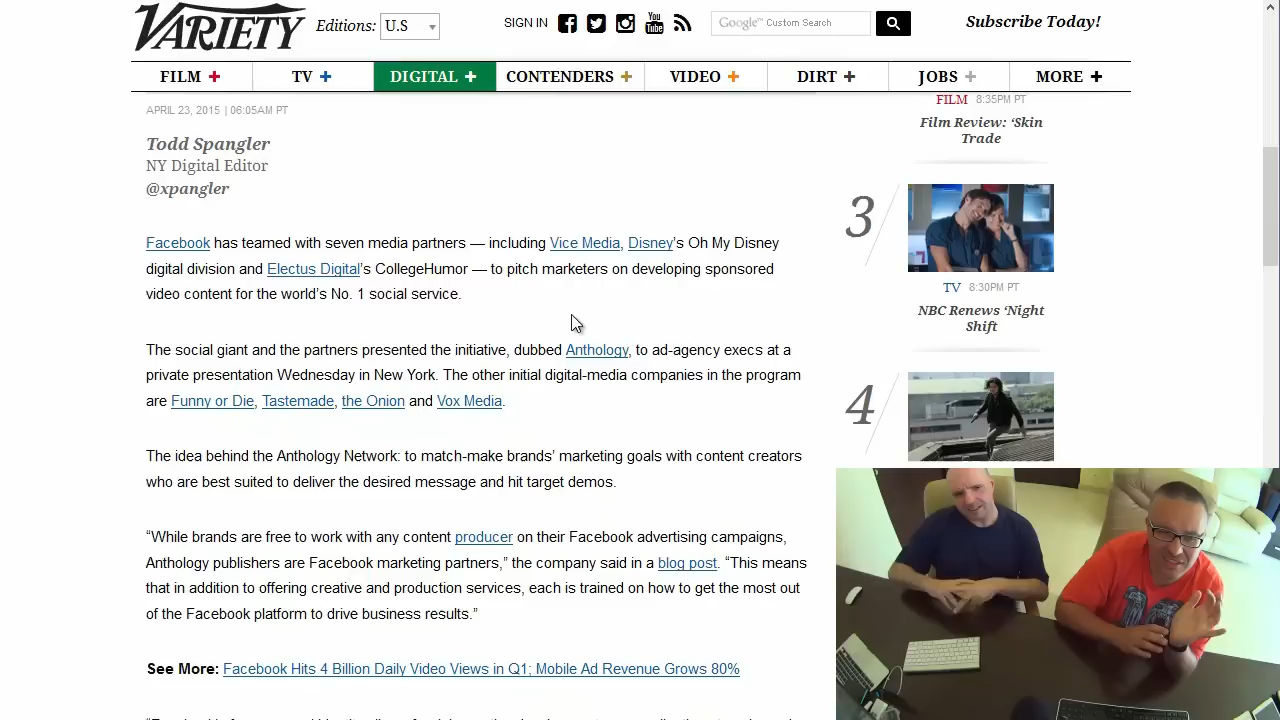 VARIETY
Editions: U.S
SIGN IN
You Tube
Google™ Custom Search
Subscribe Today!
FILM + TV + DIGITAL + CONTENDERS + VIDEO + DIRT + JOBS + MORE +
APRIL 23, 2015 | 06:05AM PT
Todd Spangler
NY Digital Editor
@xpangler
Facebook has teamed with seven media partners — including Vice Media, Disney's Oh My Disney
digital division and Electus Digital's CollegeHumor — to pitch marketers on developing sponsored
video content for the world's No. 1 social service.
The social giant and the partners presented the initiative, dubbed Anthology, to ad-agency execs at a
private presentation Wednesday in New York. The other initial digital-media companies in the program
are Funny or Die, Tastemade, the Onion and Vox Media.
The idea behind the Anthology Network: to match-make brands' marketing goals with content creators
who are best suited to deliver the desired message and hit target demos.
“While brands are free to work with any content producer on their Facebook advertising campaigns,
Anthology publishers are Facebook marketing partners,” the company said in a blog post. “This means
that in addition to offering creative and production services, each is trained on how to get the most out
of the Facebook platform to drive business results.”
See More: Facebook Hits 4 Billion Daily Video Views in Q1; Mobile Ad Revenue Grows 80%
FILM 8:35PM PT
Film Review: ‘Skin
Trade
3
TV 8:30PM PT
NBC Renews ‘Night
Shift
4